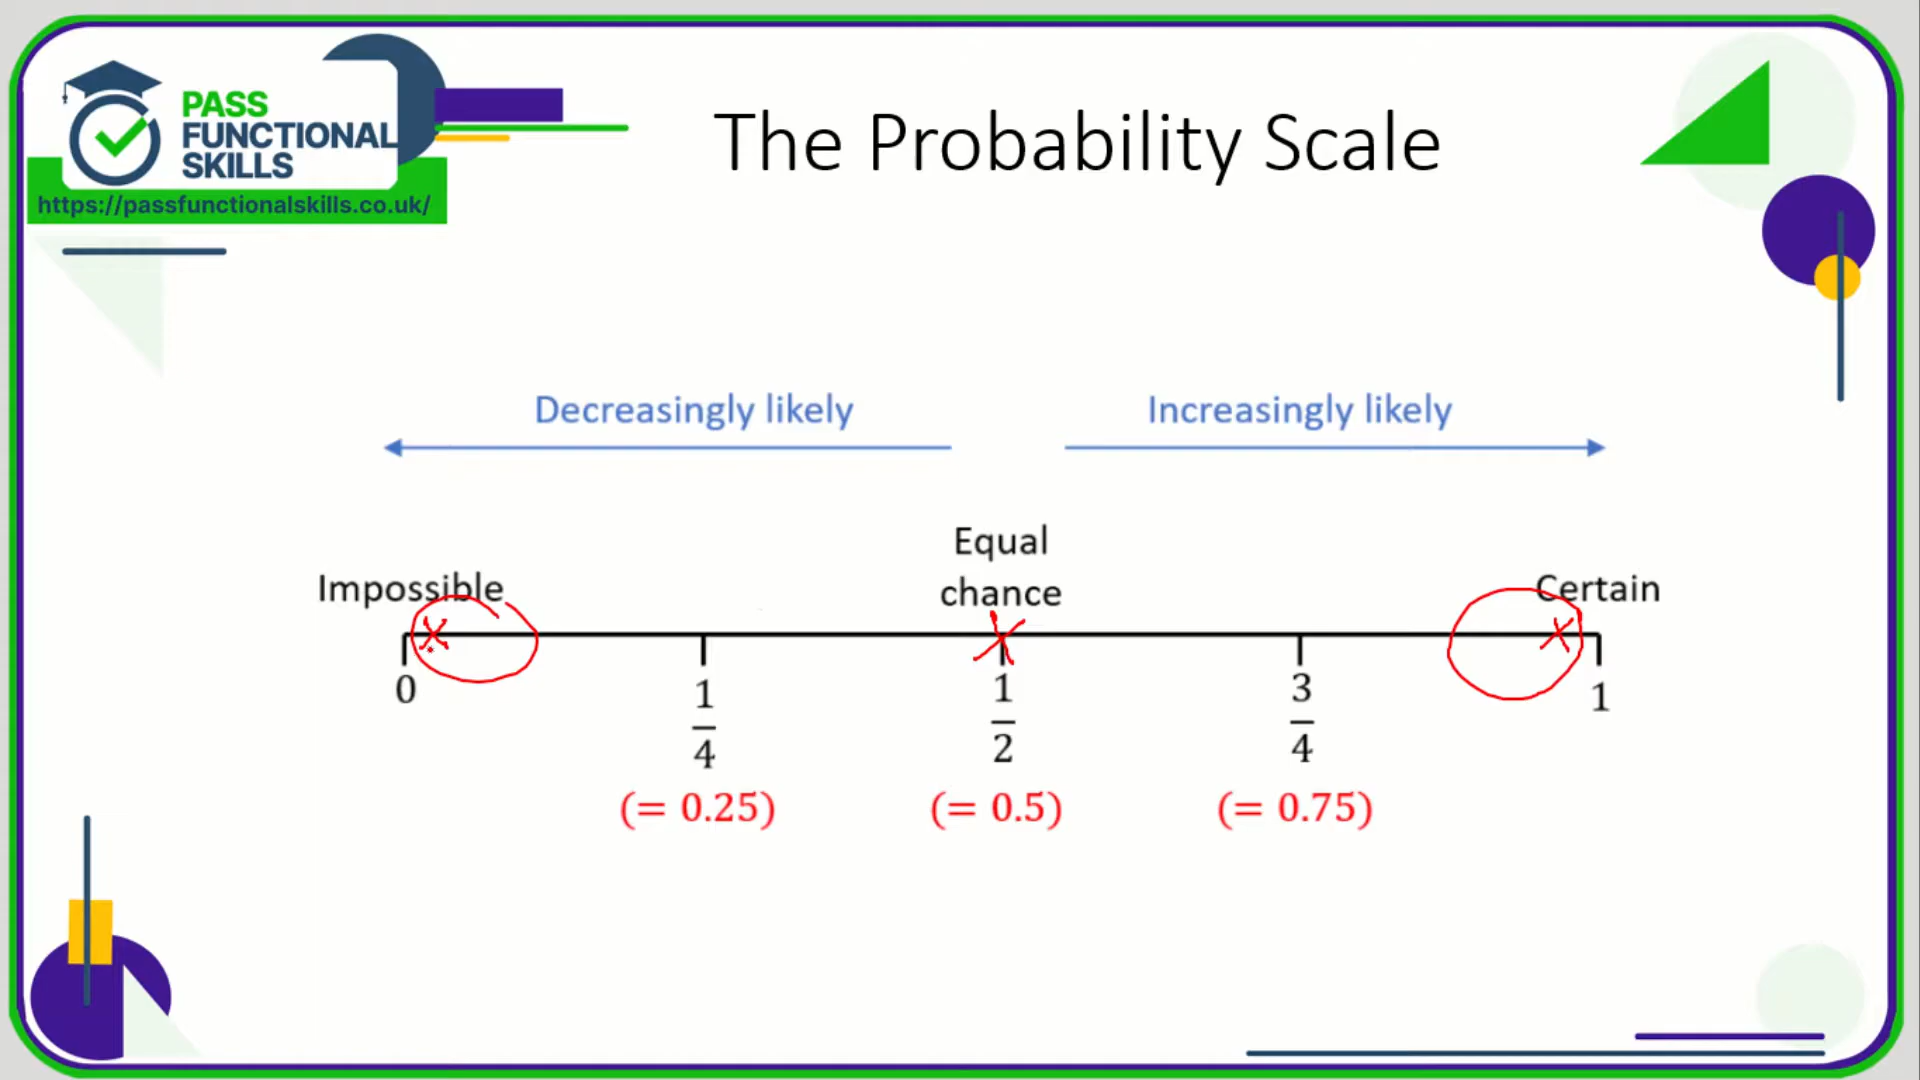 PASS
FUNCTIONAL
SKILLS
https://passfunctionalskills.co.uk/
The Probability Scale
Decreasingly likely
Increasingly likely
Impossible
Equal
chance
Certain
0
1/4
1/2
3/4
1
(= 0.25)
(= 0.5)
(= 0.75)